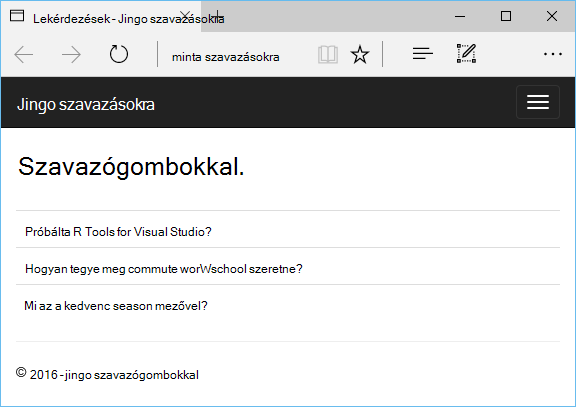 Lekérdezések - Jingo szavazásokra
minta szavazásokra
Jingo szavazásokra
Szavazógombokkal.
Próbálta R Tools for Visual Studio?
Hogyan tegye meg commute worWschool szeretne?
Mi az a kedvenc season mezővel?
© 2016 - jingo szavazógombokkal